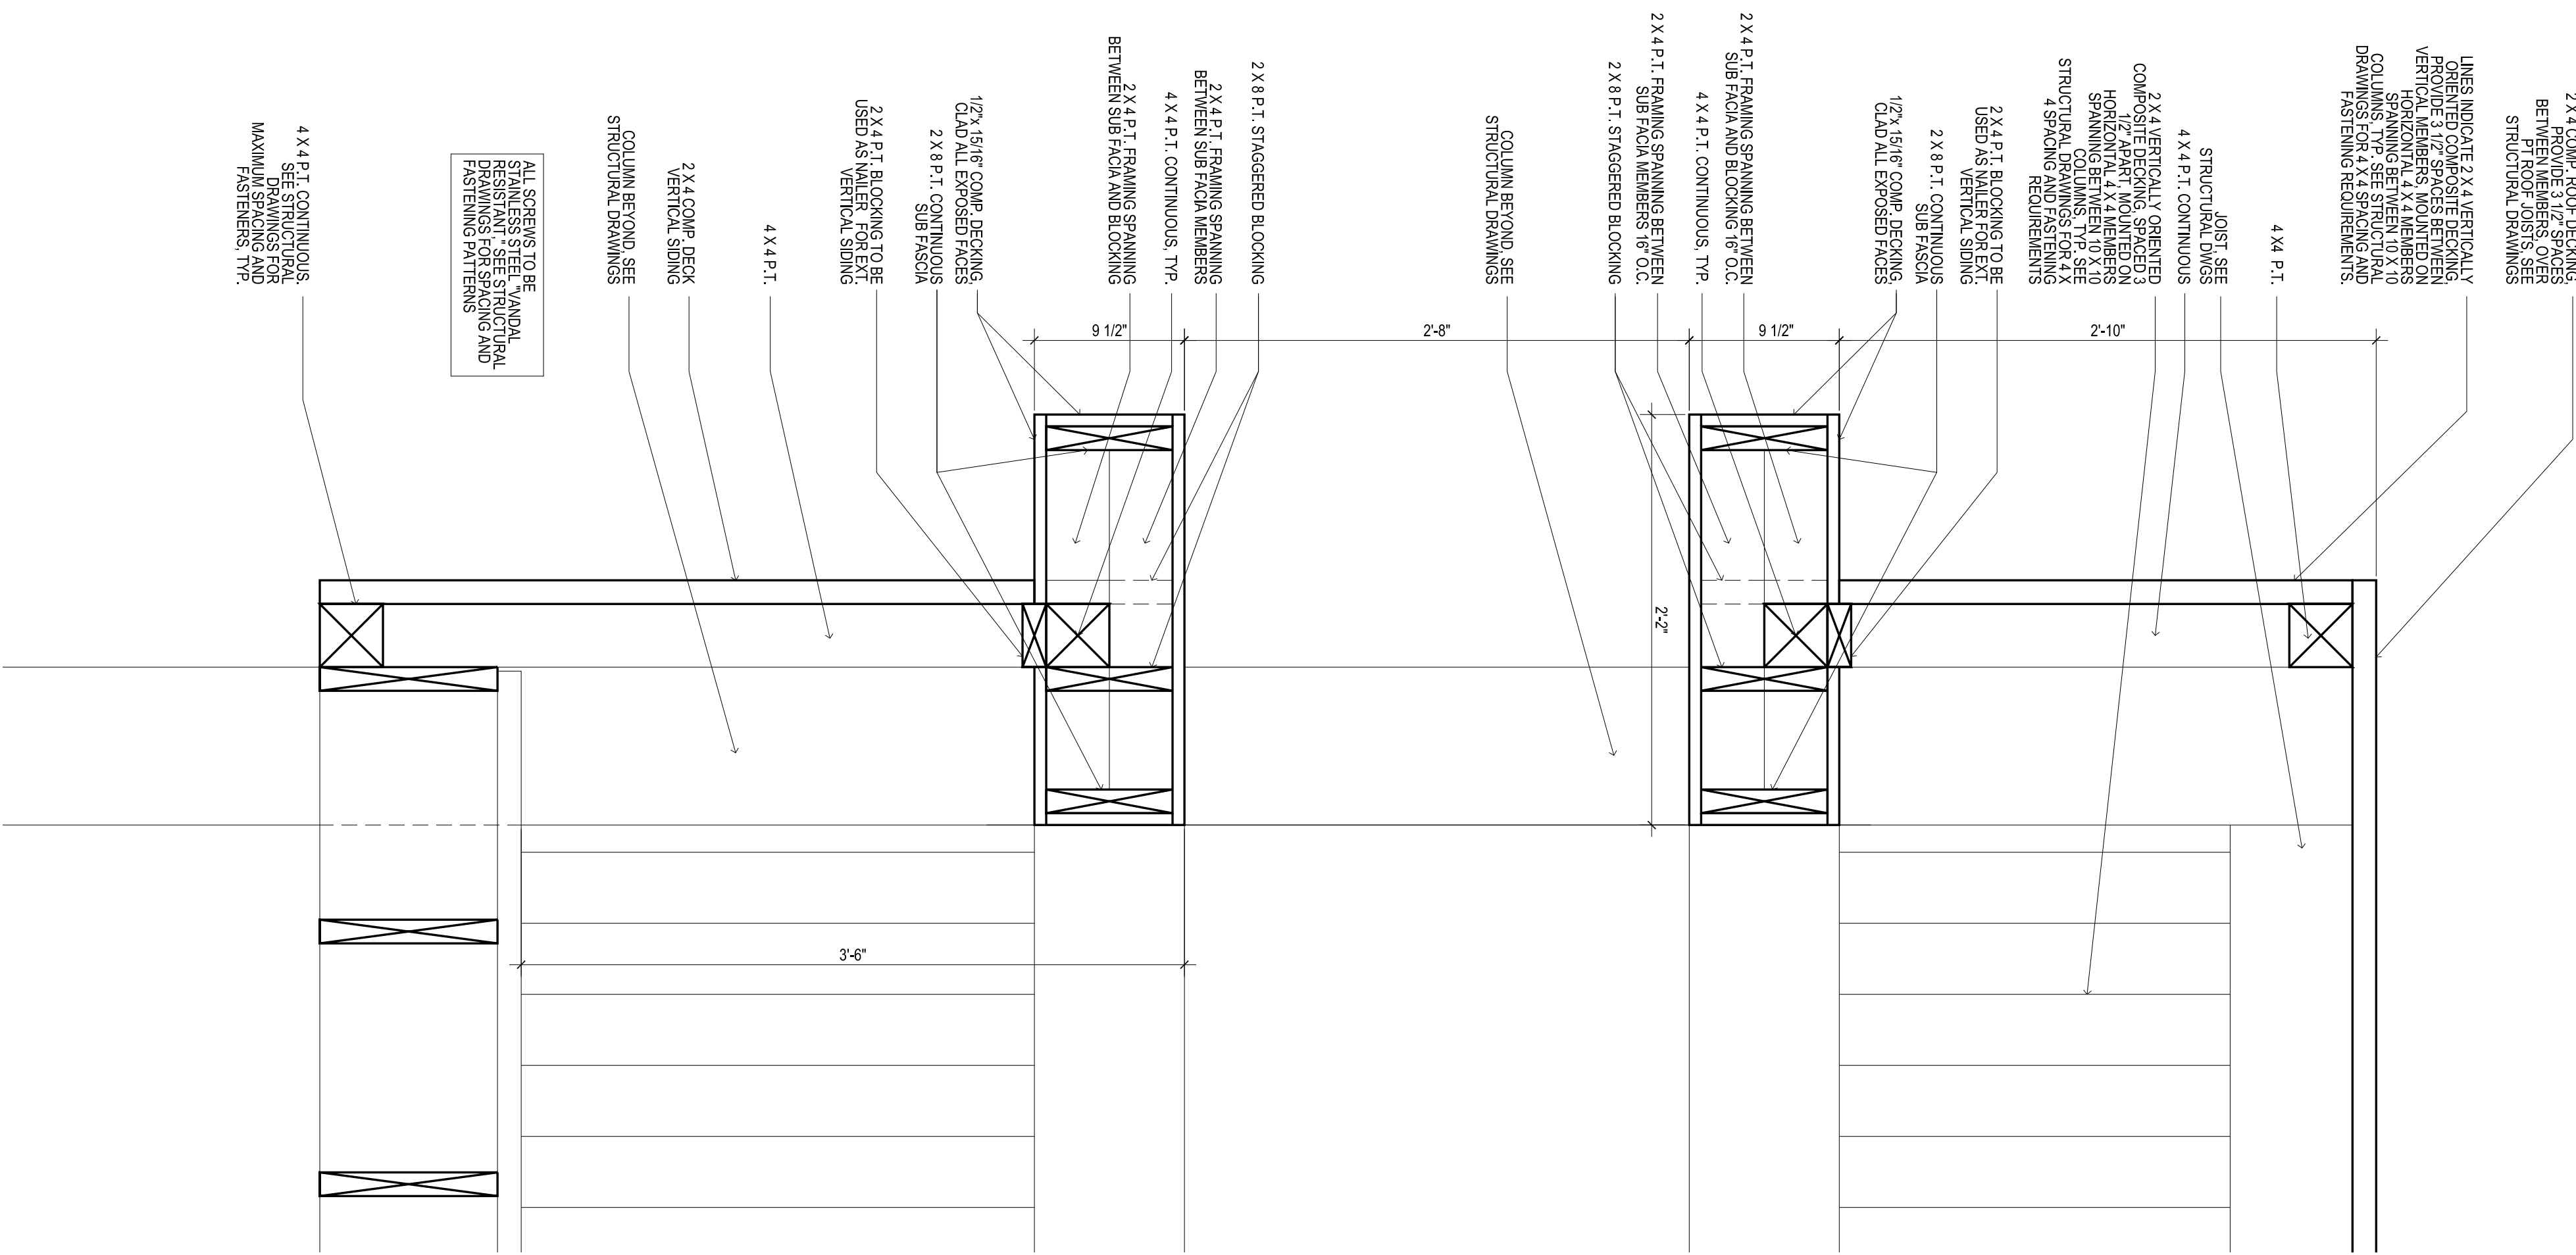 2 X 4 COMP. ROOF DECKING,
PROVIDE 3 1/2" SPACES
BETWEEN MEMBERS, OVER
PT ROOF JOISTS, SEE
STRUCTURAL DRAWINGS
LINES INDICATE 2 X 4 VERTICALLY
ORIENTED COMPOSITE DECKING,
PROVIDE 3 1/2" SPACES BETWEEN
VERTICAL MEMBERS, MOUNTED ON
HORIZONTAL 4 X 4 MEMBERS
SPANNING BETWEEN 10 X 10
COLUMNS, TYP. SEE STRUCTURAL
DRAWINGS FOR 4 X 4 SPACING AND
FASTENING REQUIREMENTS.
4 X4 P.T.
JOIST, SEE
STRUCTURAL DWGS
4 X 4 P.T. CONTINUOUS
2 X 4 VERTICALLY ORIENTED
COMPOSITE DECKING, SPACED 3
1/2" APART, MOUNTED ON
HORIZONTAL 4 X 4 MEMBERS
SPANNING BETWEEN 10 X 10
COLUMNS, TYP. SEE
STRUCTURAL DRAWINGS FOR 4 X
4 SPACING AND FASTENING
REQUIREMENTS
2 X 4 P.T. BLOCKING TO BE
USED AS NAILER FOR EXT.
VERTICAL SIDING
2 X 8 P.T. CONTINUOUS
SUB FASCIA
1/2"x 15/16" COMP. DECKING,
CLAD ALL EXPOSED FACES
2 X 4 P.T. FRAMING SPANNING BETWEEN
SUB FACIA AND BLOCKING 16" O.C.
4 X 4 P.T. CONTINUOUS, TYP.
2 X 4 P.T. FRAMING SPANNING BETWEEN
SUB FACIA MEMBERS 16" O.C.
2 X 8 P.T. STAGGERED BLOCKING
COLUMN BEYOND, SEE
STRUCTURAL DRAWINGS
2 X 8 P.T. STAGGERED BLOCKING
2 X 4 P.T. FRAMING SPANNING
BETWEEN SUB FACIA MEMBERS
4 X 4 P.T. CONTINUOUS, TYP.
2 X 4 P.T. FRAMING SPANNING
BETWEEN SUB FACIA AND BLOCKING
1/2"x 15/16" COMP. DECKING,
CLAD ALL EXPOSED FACES
2 X 8 P.T. CONTINUOUS
SUB FASCIA
2 X 4 P.T. BLOCKING TO BE
USED AS NAILER FOR EXT.
VERTICAL SIDING
4 X 4 P.T.
2 X 4 COMP. DECK
VERTICAL SIDING
COLUMN BEYOND, SEE
STRUCTURAL DRAWINGS
ALL SCREWS TO BE
STAINLESS STEEL, "VANDAL
RESISTANT," SEE STRUCTURAL
DRAWINGS FOR SPACING AND
FASTENING PATTERNS
4 X 4 P.T. CONTINUOUS.
SEE STRUCTURAL
DRAWINGS FOR
MAXIMUM SPACING AND
FASTENERS, TYP.
9 1/2"
2'-8"
9 1/2"
2'-10"
2'-2"
3'-6"